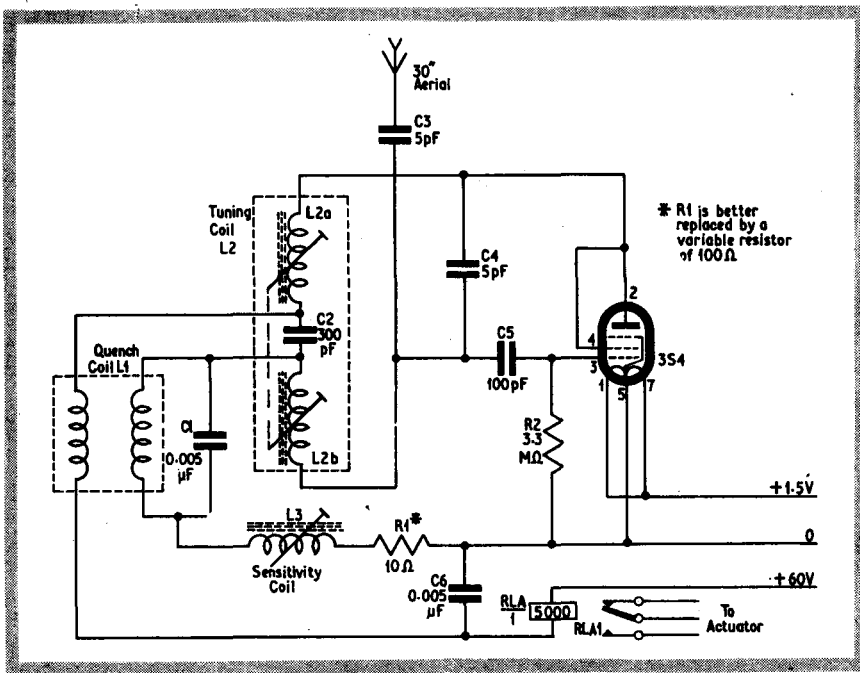 30"
Aerial
C3
5pF
Tuning
Coil
L2
L2a
C4
5pF
* R1 is better
replaced by a
variable resistor
of 100Ω
C2
300
pF
Quench
Coil L1
C5
100pF
2
4
3
3S4
1
5
7
C1
0.005
μF
L2b
R2
3.3
MΩ
+1.5V
L3
R1*
0
Sensitivity
Coil
10Ω
C6
0.005
μF
+60V
RLA
1
5000
RLA1
To
Actuator